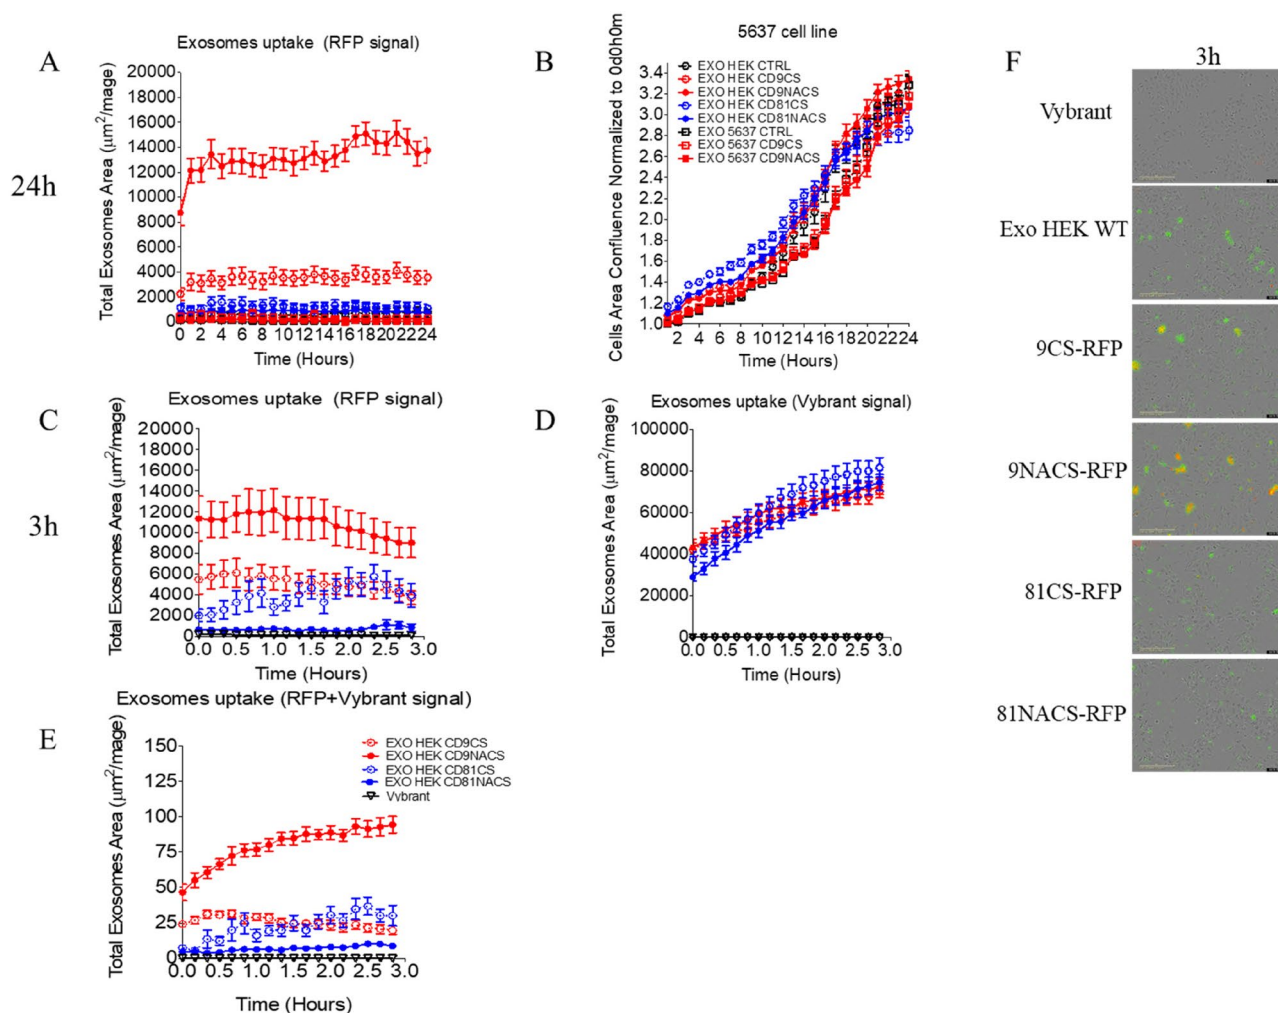 A
Exosomes uptake (RFP signal)
24h
Total Exosomes Area (μm²/mage)
20000
18000
16000
14000
12000
10000
8000
6000
4000
2000
0
0 2 4 6 8 10 12 14 16 18 20 22 24
Time (Hours)
B
5637 cell line
Cells Area Confluence Normalized to 0d0h0m
3.4
3.2
3.0
2.8
2.6
2.4
2.2
2.0
1.8
1.6
1.4
1.2
1.0
EXO HEK CTRL
EXO HEK CD9CS
EXO HEK CD9NACS
EXO HEK CD81CS
EXO HEK CD81NACS
EXO 5637 CTRL
EXO 5637 CD9CS
EXO 5637 CD9NACS
2 4 6 8 10 12 14 16 18 20 22 24
Time (Hours)
C
Exosomes uptake (RFP signal)
3h
Total Exosomes Area (μm²/mage)
20000
18000
16000
14000
12000
10000
8000
6000
4000
2000
0
0.0 0.5 1.0 1.5 2.0 2.5 3.0
Time (Hours)
D
Exosomes uptake (Vybrant signal)
Total Exosomes Area (μm²/mage)
100000
80000
60000
40000
20000
0
0.0 0.5 1.0 1.5 2.0 2.5 3.0
Time (Hours)
E
Exosomes uptake (RFP+Vybrant signal)
Total Exosomes Area (μm²/mage)
150
125
100
75
50
25
0
EXO HEK CD9CS
EXO HEK CD9NACS
EXO HEK CD81CS
EXO HEK CD81NACS
Vybrant
0.0 0.5 1.0 1.5 2.0 2.5 3.0
Time (Hours)
F
3h
Vybrant
Exo HEK WT
9CS-RFP
9NACS-RFP
81CS-RFP
81NACS-RFP